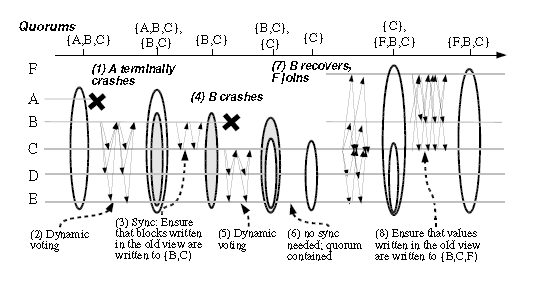 Quorums
{A,B,C}
{A,B,C},
{B,C}
{B,C}
{B,C},
{C}
{C}
{C},
{F,B,C}
{F,B,C}
F
A
B
C
D
E
(1) A terminally
crashes
(4) B crashes
(7) B recovers,
F joins
(2) Dynamic
voting
(3) Sync: Ensure
that blocks written
in the old view are
written to {B,C}
(5) Dynamic
voting
(6) no sync
needed; quorum
contained
(8) Ensure that values
written in the old view
are written to {B,C,F}